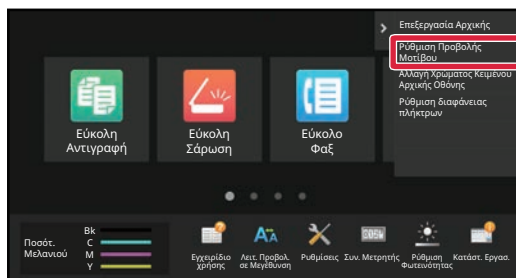 Επεξεργασία Αρχικής
Ρύθμιση Προβολής
Μοτίβου
Αλλαγή Χρώματος Κειμένου
Αρχικής Οθόνης
Ρύθμιση διαφάνειας
πλήκτρων
Εύκολη
Αντιγραφή
Εύκολη
Σάρωση
Εύκολο
Φαξ
Ποσότ.
Μελανιού
Bk
C
M
Y
Εγχειρίδιο
χρήσης
Λειτ. Προβολ.
σε Μεγέθυνση
Ρυθμίσεις
Συν. Μετρητής
Ρύθμιση
Φωτεινότητας
Κατάστ. Εργασ.